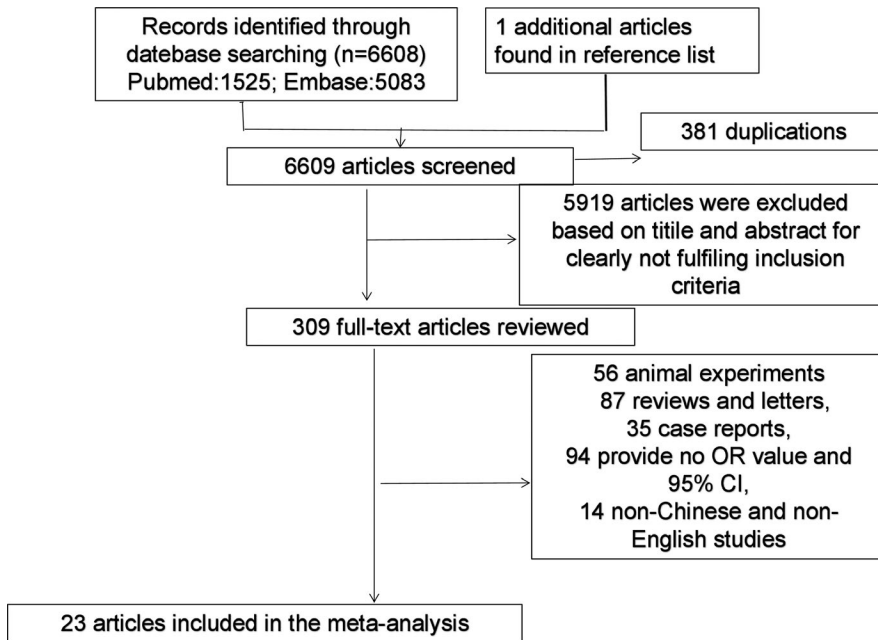 Records identified through
datebase searching (n=6608)
Pubmed:1525; Embase:5083
1 additional articles
found in reference list
381 duplications
6609 articles screened
5919 articles were excluded
based on titile and abstract for
clearly not fulfiling inclusion
criteria
309 full-text articles reviewed
56 animal experiments
87 reviews and letters,
35 case reports,
94 provide no OR value and
95% CI,
14 non-Chinese and non-
English studies
23 articles included in the meta-analysis